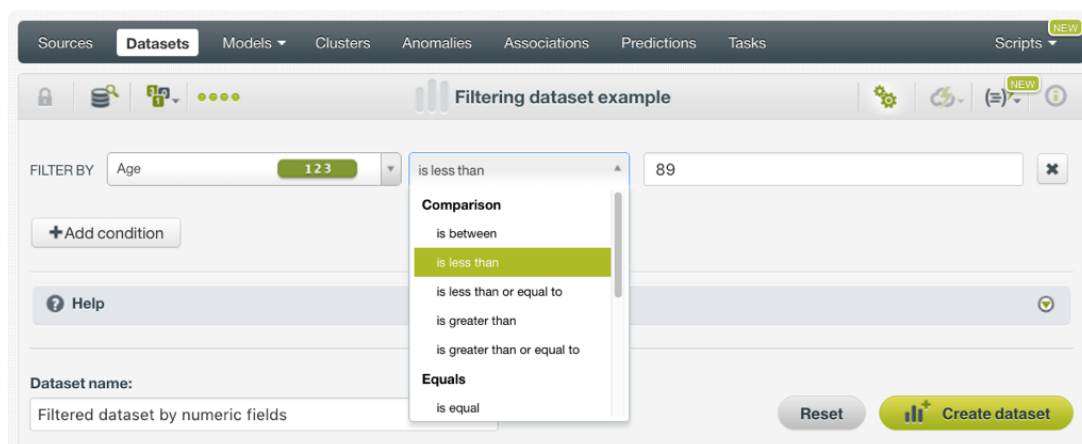 NEW
Sources Datasets Models Clusters Anomalies Associations Predictions Tasks Scripts
NEW
Filtering dataset example
FILTER BY Age 123 is less than 89
Comparison
is between
+Add condition
is less than
is less than or equal to
Help
is greater than
is greater than or equal to
Equals
Dataset name:
is equal
Filtered dataset by numeric fields Reset Create dataset